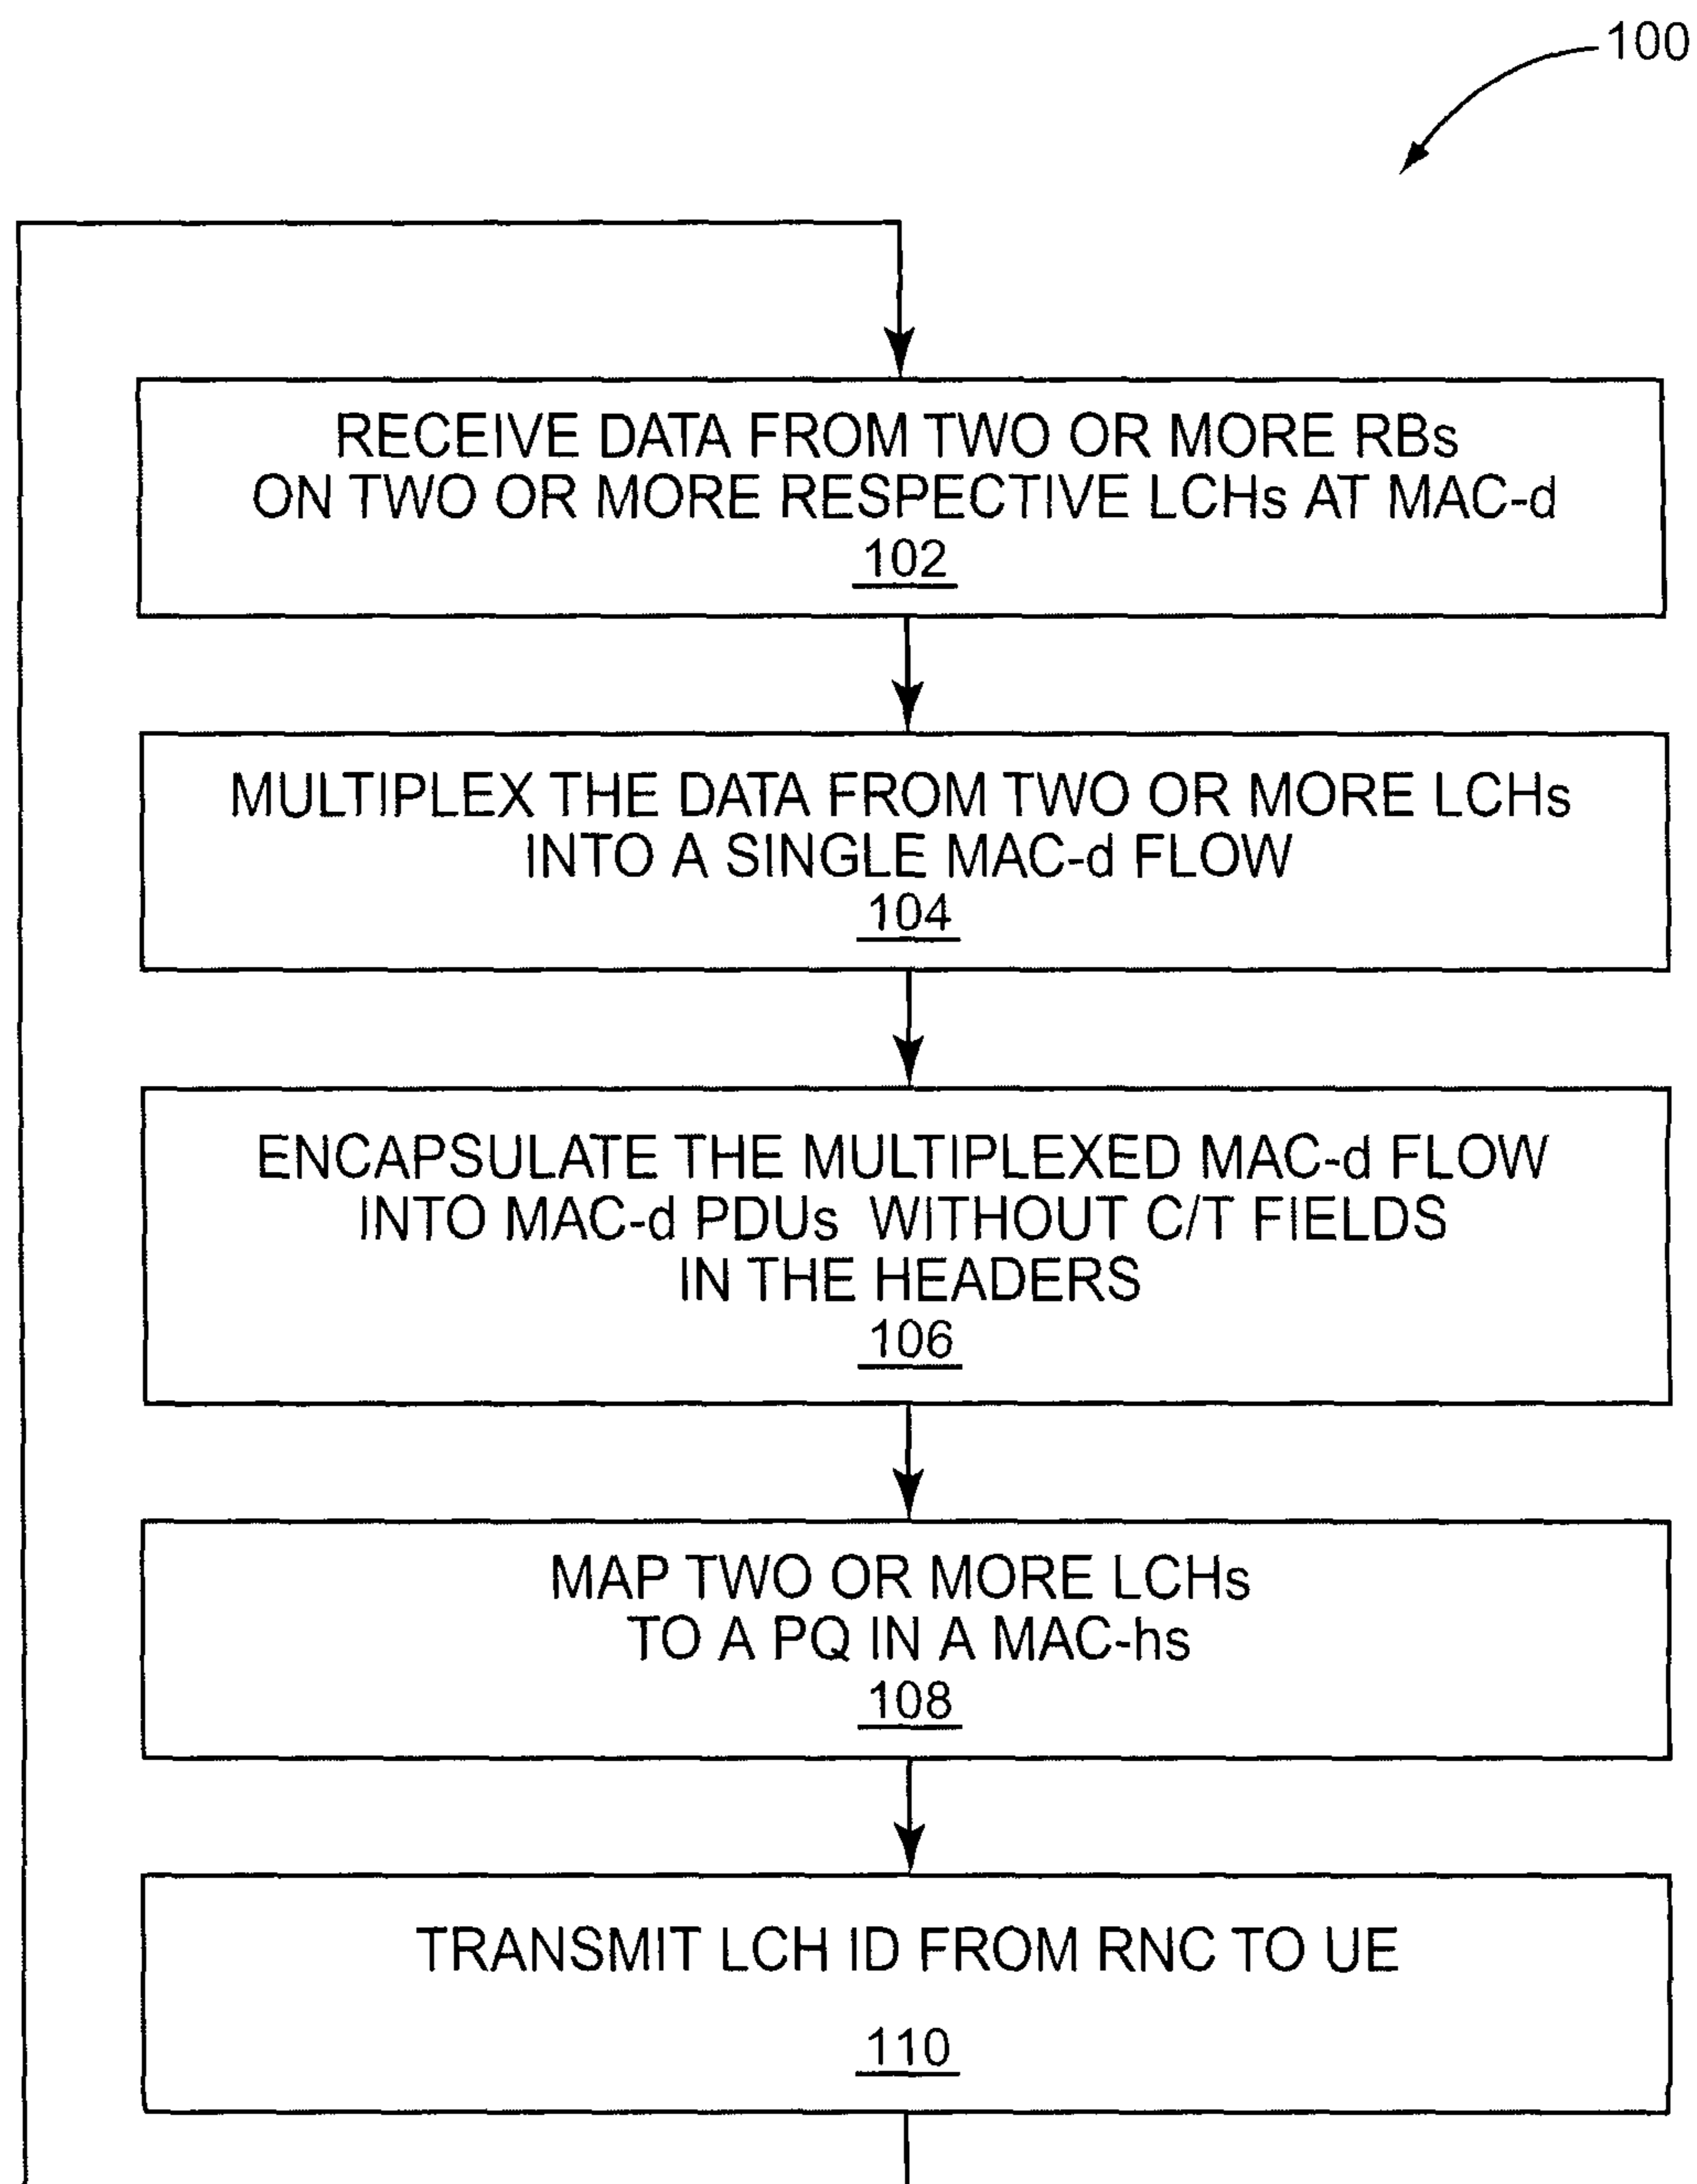 100
RECEIVE DATA FROM TWO OR MORE RBs
ON TWO OR MORE RESPECTIVE LCHs AT MAC-d
102
MULTIPLEX THE DATA FROM TWO OR MORE LCHs
INTO A SINGLE MAC-d FLOW
104
ENCAPSULATE THE MULTIPLEXED MAC-d FLOW
INTO MAC-d PDUs WITHOUT C/T FIELDS
IN THE HEADERS
106
MAP TWO OR MORE LCHs
TO A PQ IN A MAC-hs
108
TRANSMIT LCH ID FROM RNC TO UE
110